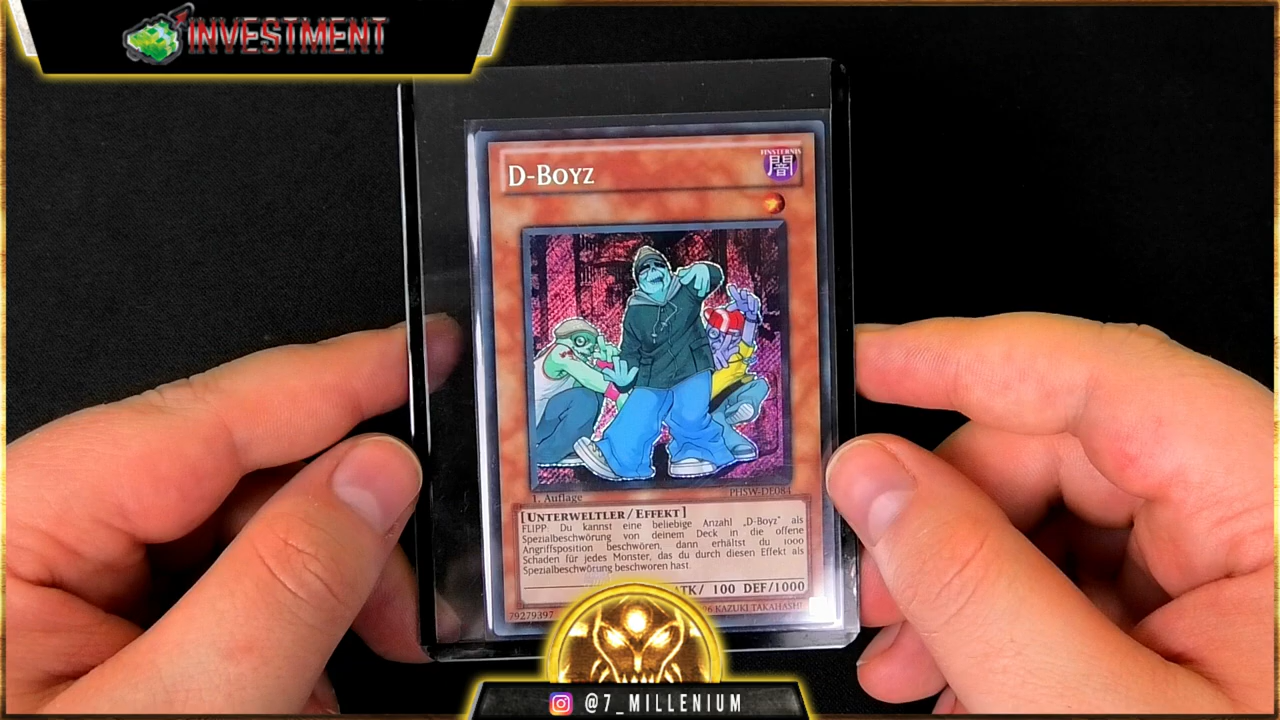 INVESTMENT
D-Boyz
FINSTERNIS
闇
1. Auflage
PHSW-DE084
[Unterweltler / Effekt]
FLIPP: Du kannst eine beliebige Anzahl „D-Boyz" als
Spezialbeschwörung von deinem Deck in die offene
Angriffsposition beschwören, dann erhältst du 1000
Schaden für jedes Monster, das du durch diesen Effekt als
Spezialbeschwörung beschworen hast.
ATK/ 100 DEF/1000
79279397
96 KAZUKI TAKAHASHI
@7_MILLENIUM